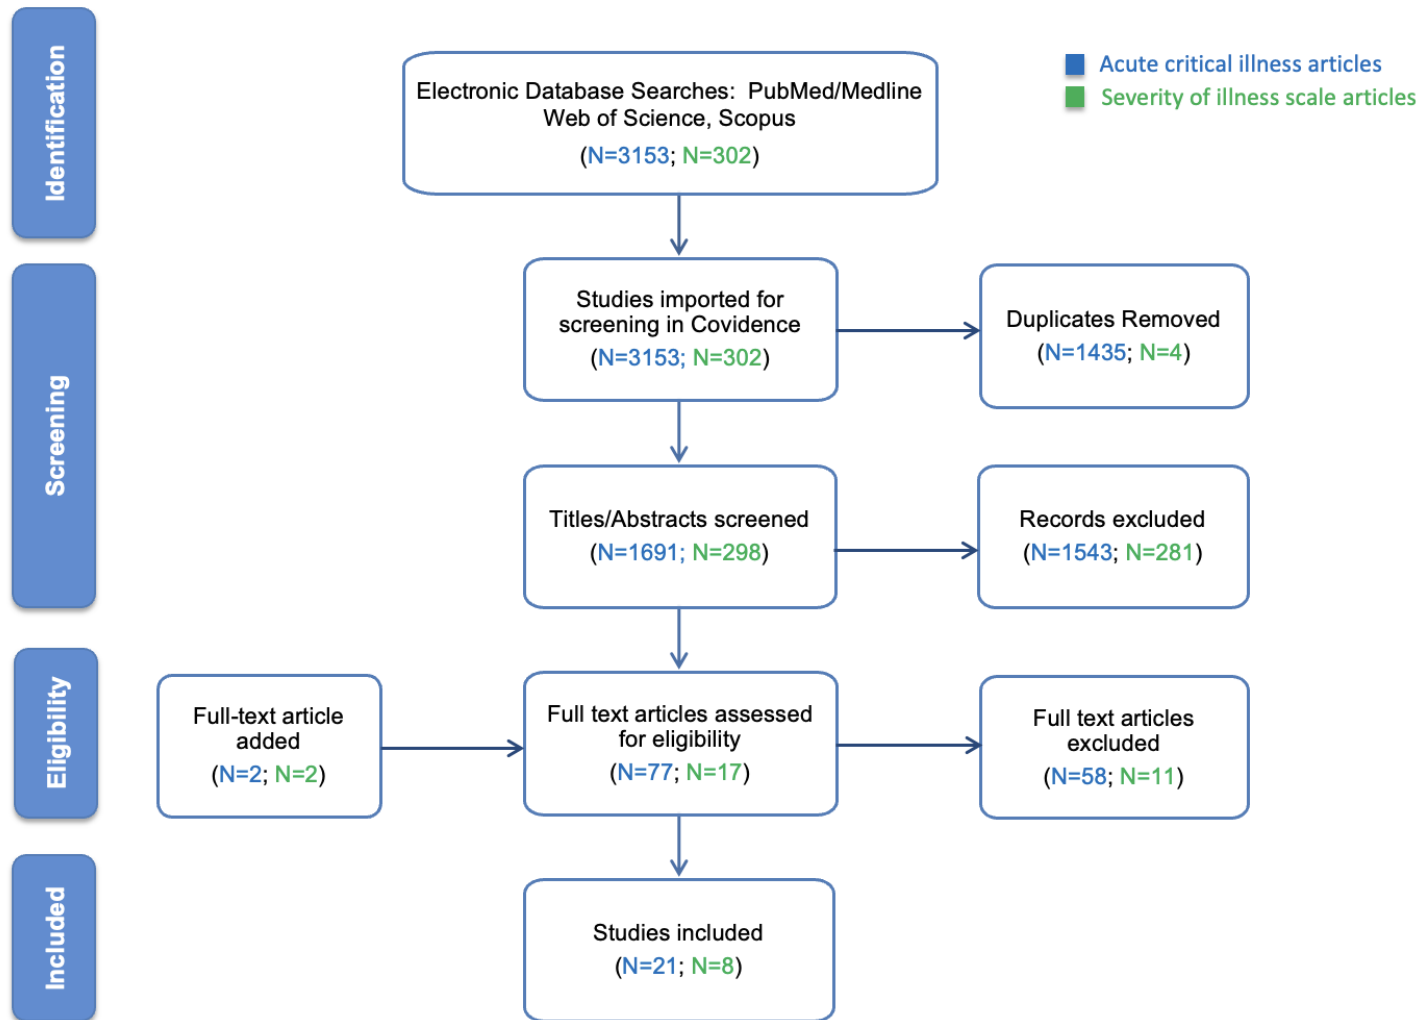 Identification
Electronic Database Searches: PubMed/Medline
Web of Science, Scopus
(N=3153; N=302)
Acute critical illness articles
Severity of illness scale articles
Screening
Studies imported for
screening in Covidence
(N=3153; N=302)
Duplicates Removed
(N=1435; N=4)
Titles/Abstracts screened
(N=1691; N=298)
Records excluded
(N=1543; N=281)
Eligibility
Full-text article
added
(N=2; N=2)
Full text articles assessed
for eligibility
(N=77; N=17)
Full text articles
excluded
(N=58; N=11)
Included
Studies included
(N=21; N=8)